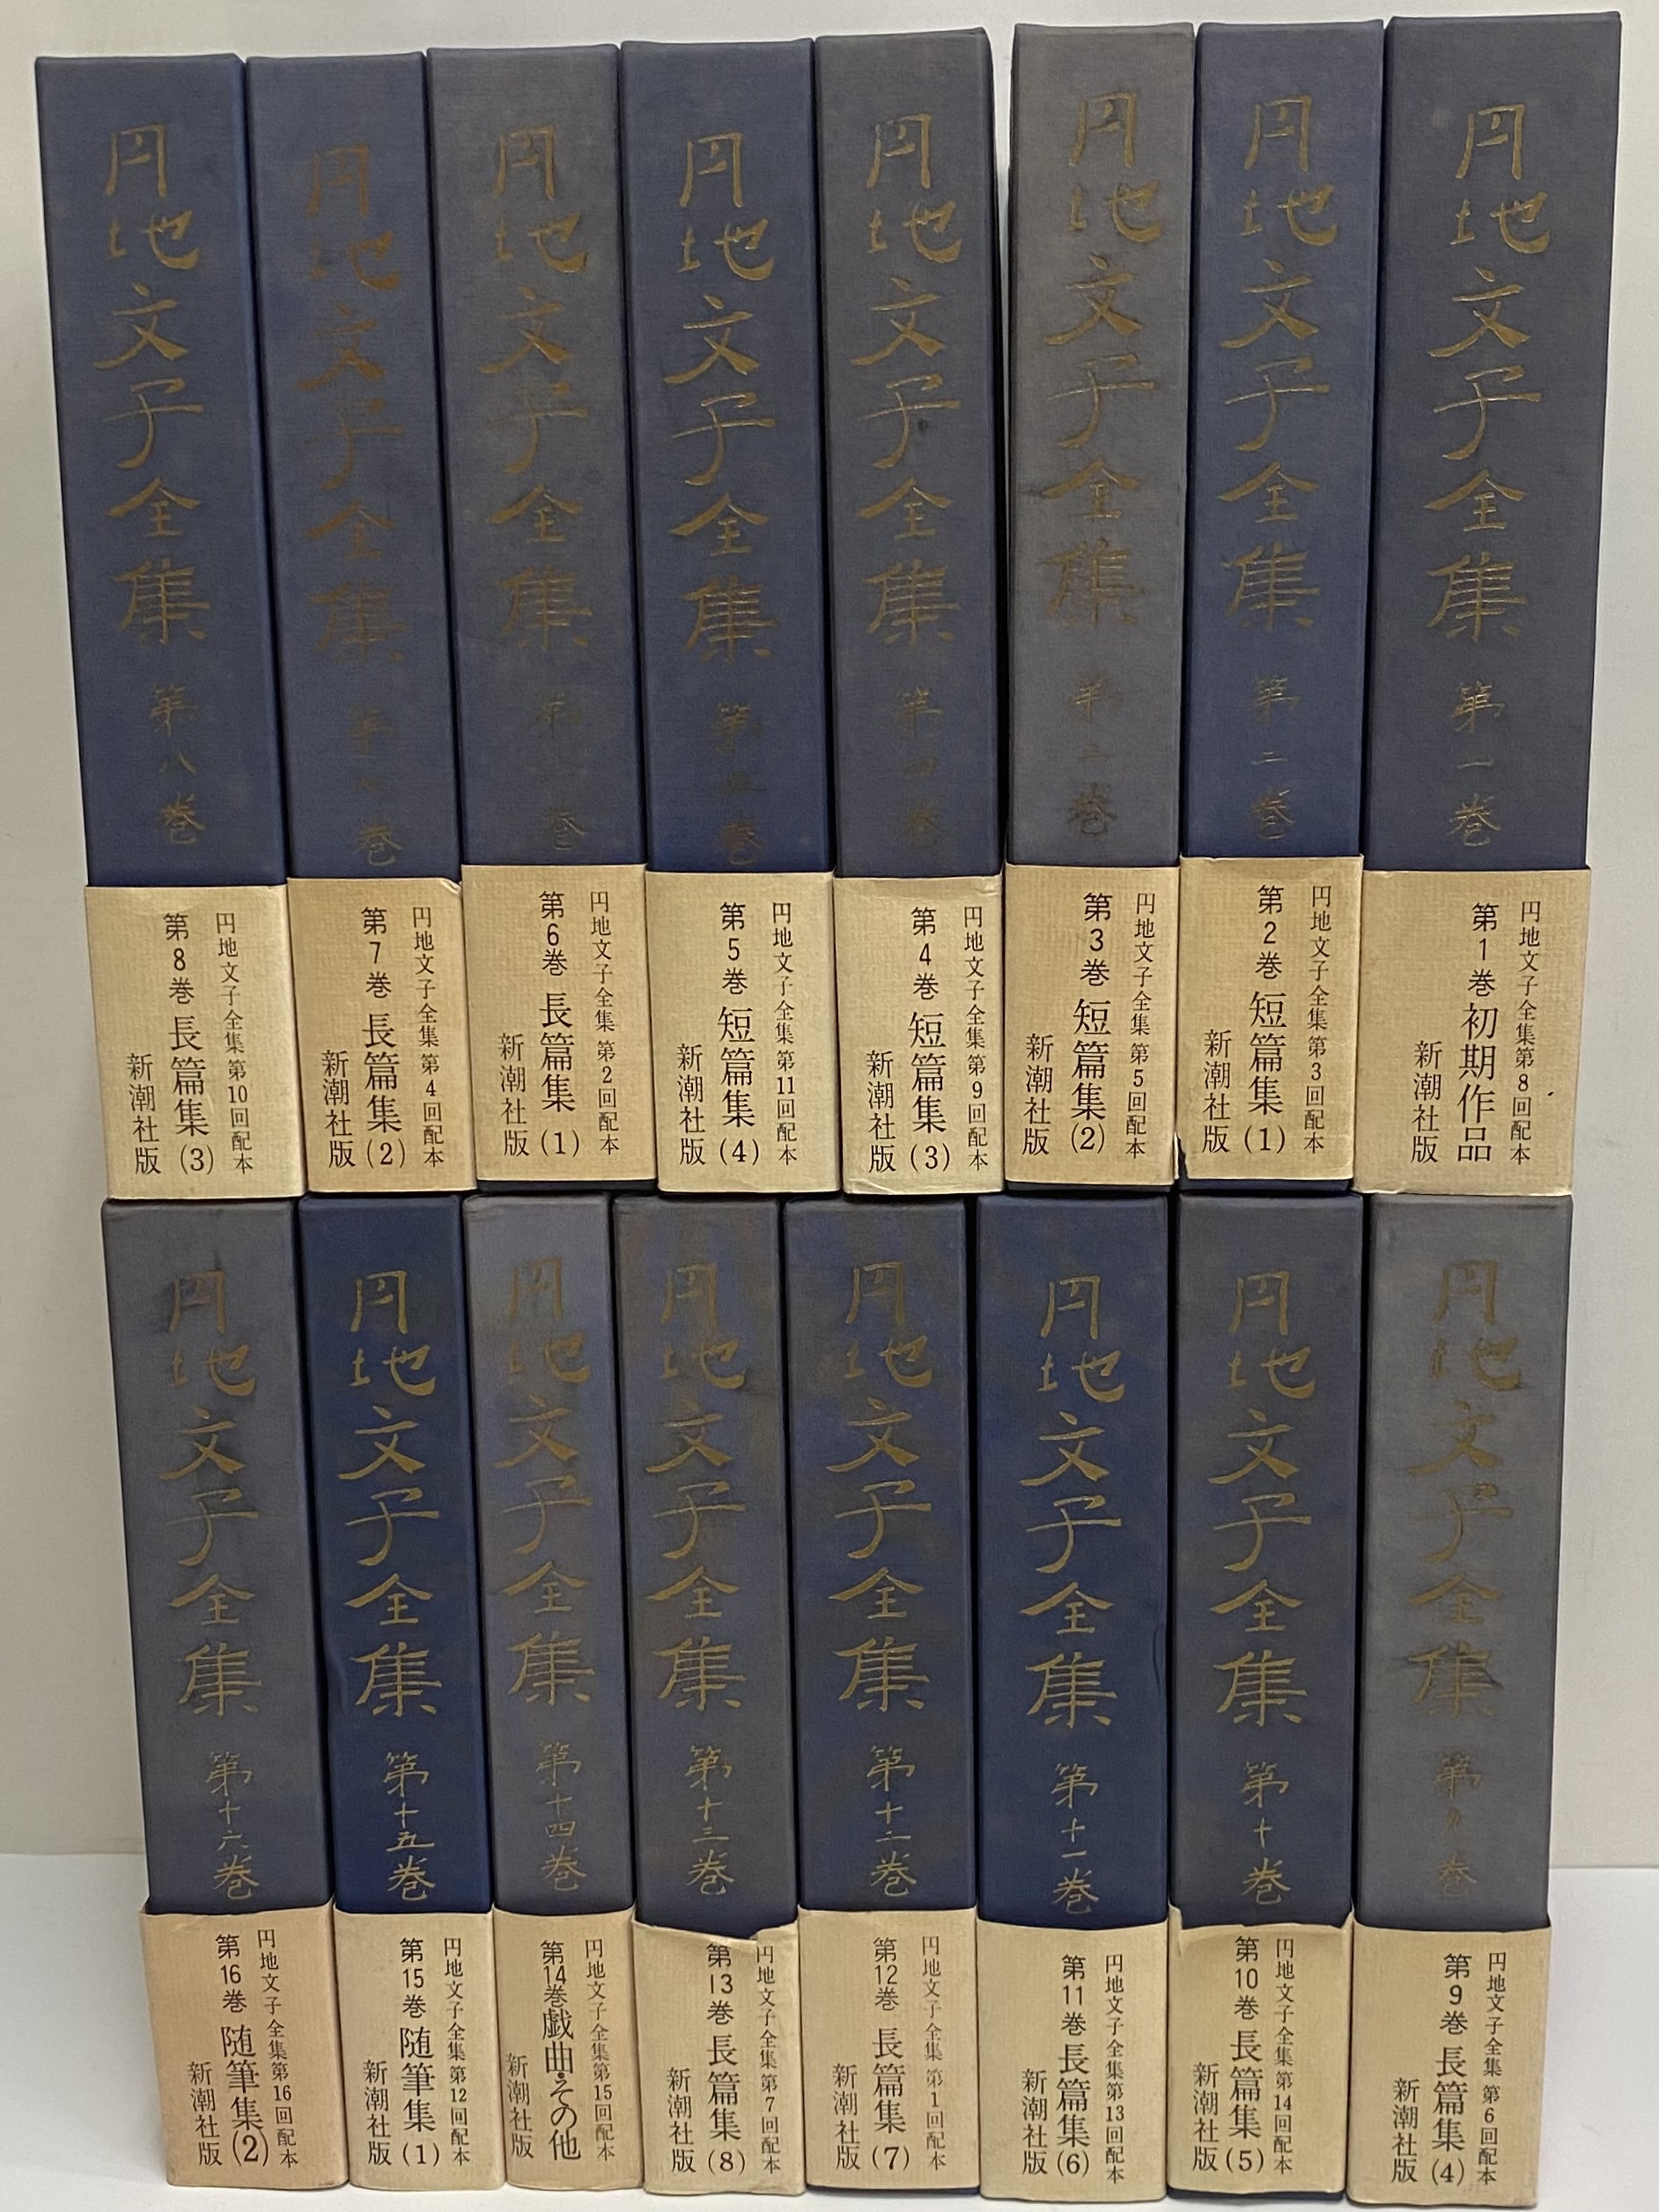 円地文子全集 第一巻
円地文子全集 第8回配本
第1巻 初期作品
新潮社版
円地文子全集 第二巻
円地文子全集 第3回配本
第2巻 短篇集(1)
新潮社版
円地文子全集 第三巻
円地文子全集 第5回配本
第3巻 短篇集(2)
新潮社版
円地文子全集 第四巻
円地文子全集 第9回配本
第4巻 短篇集(3)
新潮社版
円地文子全集 第五巻
円地文子全集 第11回配本
第5巻 短篇集(4)
新潮社版
円地文子全集 第 巻
円地文子全集 第2回配本
第6巻 長篇集(1)
新潮社版
円地文子全集 第七巻
円地文子全集 第4回配本
第7巻 長篇集(2)
新潮社版
円地文子全集 第八巻
円地文子全集 第10回配本
第8巻 長篇集(3)
新潮社版
円地文子全集 第九巻
円地文子全集 第6回配本
第9巻 長篇集(4)
新潮社版
円地文子全集 第十巻
円地文子全集 第14回配本
第10巻 長篇集(5)
新潮社版
円地文子全集 第十一巻
円地文子全集 第13回配本
第11巻 長篇集(6)
新潮社版
円地文子全集 第十二巻
円地文子全集 第1回配本
第12巻 長篇集(7)
新潮社版
円地文子全集 第十三巻
円地文子全集 第7回配本
第13巻 長篇集(8)
新潮社版
円地文子全集 第十四巻
円地文子全集 第15回配本
第14巻 戯曲・その他
新潮社版
円地文子全集 第十五巻
円地文子全集 第12回配本
第15巻 随筆集(1)
新潮社版
円地文子全集 第十六巻
円地文子全集 第16回配本
第16巻 随筆集(2)
新潮社版